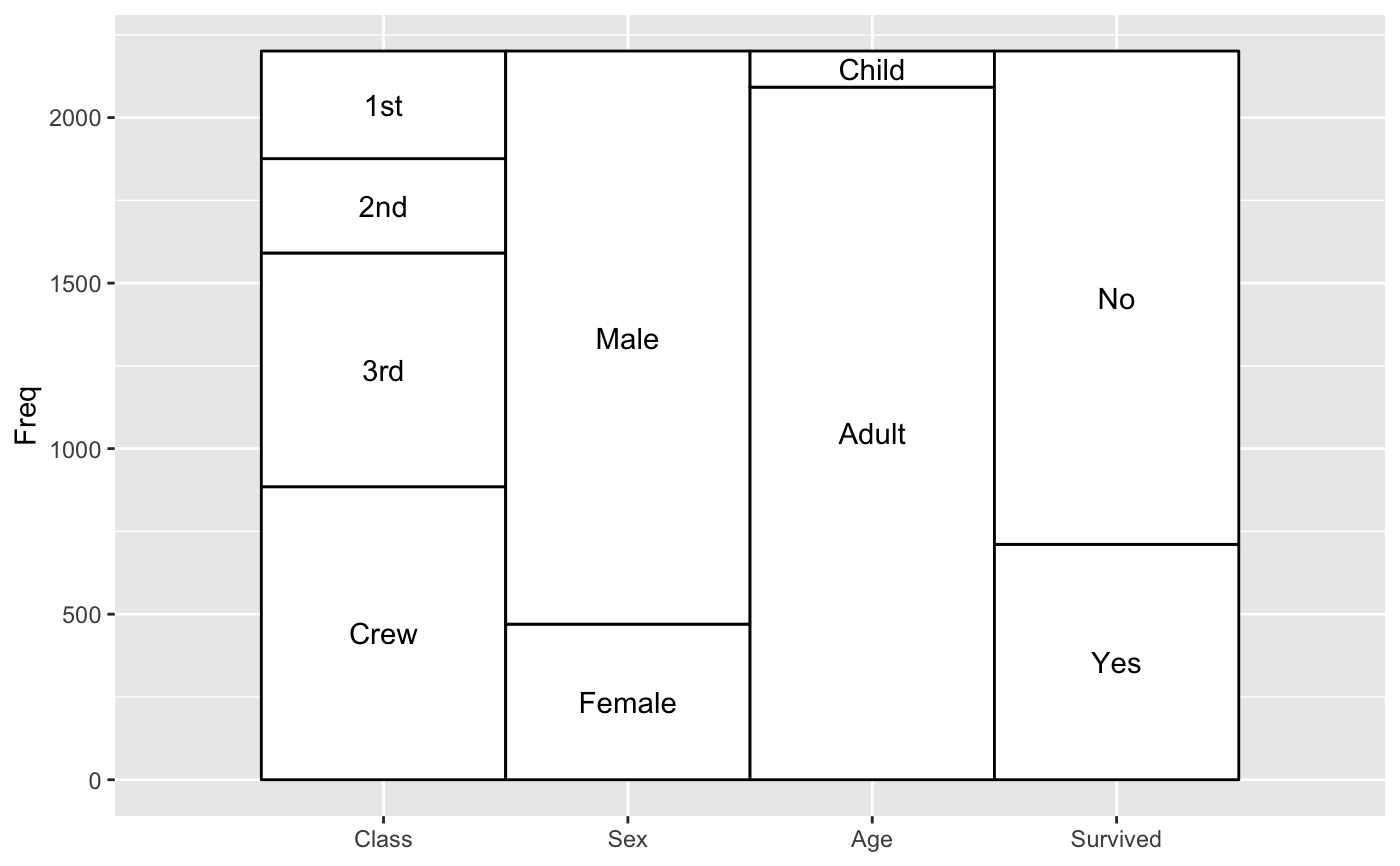 Freq
2000
1500
1000
500
0
1st
2nd
3rd
Crew
Male
Female
Child
Adult
No
Yes
Class
Sex
Age
Survived